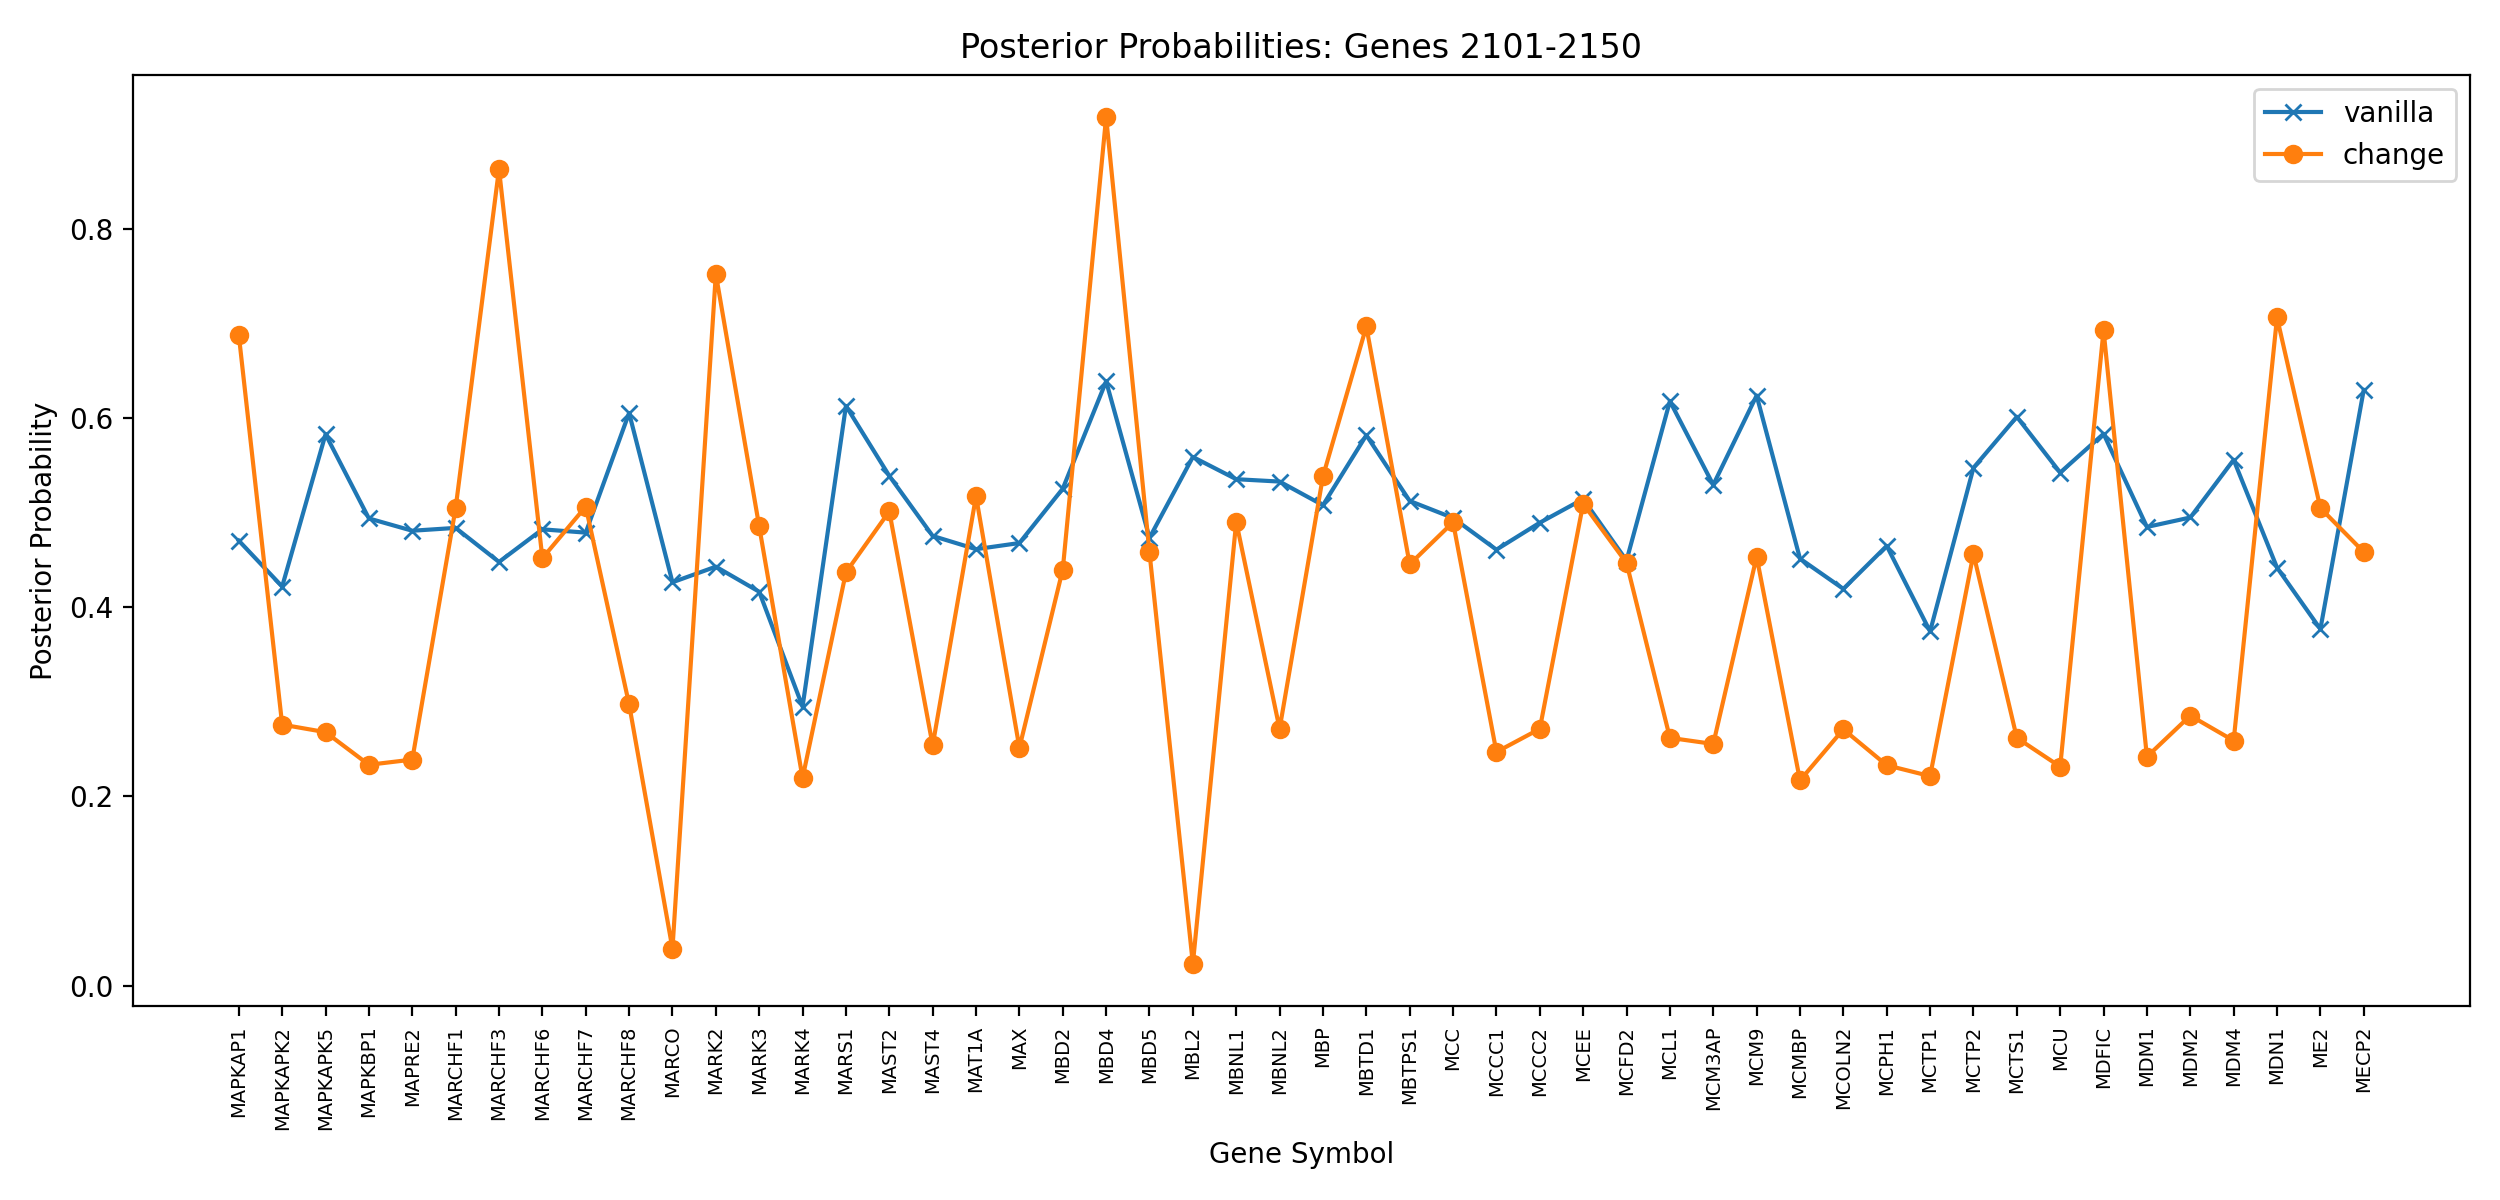 Posterior Probabilities: Genes 2101-2150
vanilla
change
Posterior Probability
0.8
0.6
0.4
0.2
0.0
MAPKAP1
MAPKAPK2
MAPKAPK5
MAPKBP1
MAPRE2
MARCHF1
MARCHF3
MARCHF6
MARCHF7
MARCHF8
MARCO
MARK2
MARK3
MARK4
MARS1
MAST2
MAST4
MAT1A
MAX
MBD2
MBD4
MBD5
MBL2
MBNL1
MBNL2
MBP
MBTD1
MBTPS1
MCC
MCCC1
MCCC2
MCEE
MCFD2
MCL1
MCM3AP
MCM9
MCMBP
MCOLN2
MCPH1
MCTP1
MCTP2
MCTS1
MCU
MDFIC
MDM1
MDM2
MDM4
MDN1
ME2
MECP2
Gene Symbol